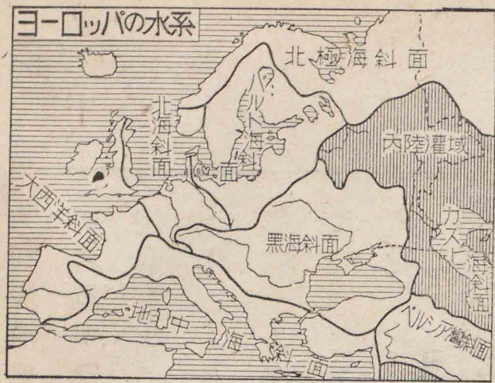 ヨーロッパの水系
北極海斜面
北海斜面
バルト海斜面
内陸灌域
大西洋斜面
カスピ海斜面
黒海斜面
地中海斜面
ペルシア湾斜面